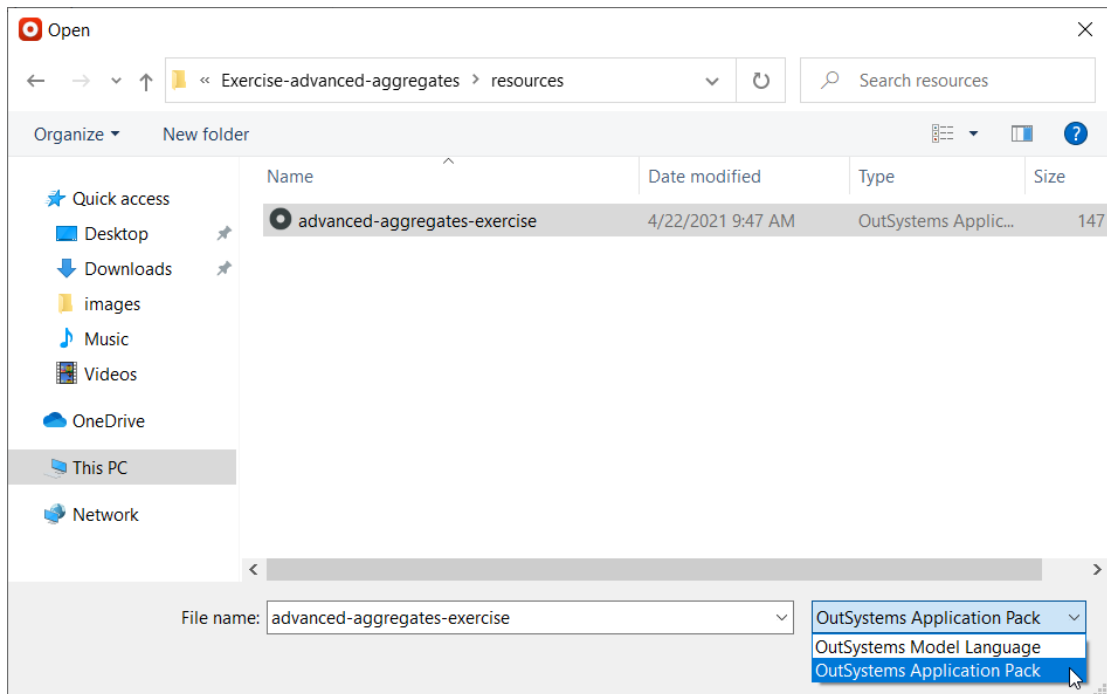 Open
« Exercise-advanced-aggregates > resources
Search resources
Organize
New folder
Name
Date modified
Type
Size
Quick access
advanced-aggregates-exercise
4/22/2021 9:47 AM
OutSystems Applic...
147
Desktop
Downloads
images
Music
Videos
OneDrive
This PC
Network
File name:
advanced-aggregates-exercise
OutSystems Application Pack
OutSystems Model Language
OutSystems Application Pack